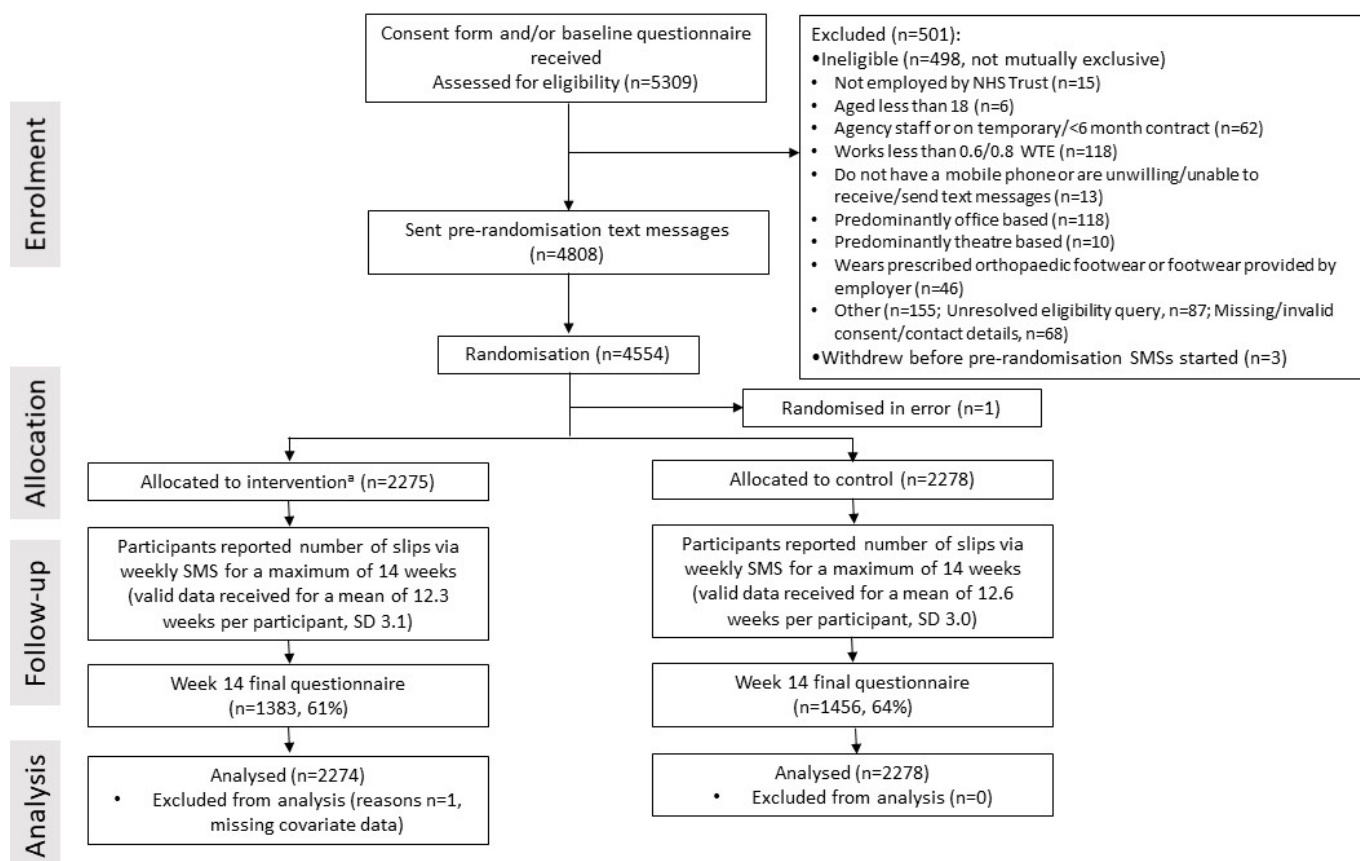 Enrolment
Consent form and/or baseline questionnaire
received
Assessed for eligibility (n=5309)
Excluded (n=501):
•Ineligible (n=498, not mutually exclusive)
• Not employed by NHS Trust (n=15)
• Aged less than 18 (n=6)
• Agency staff or on temporary/<6 month contract (n=62)
• Works less than 0.6/0.8 WTE (n=118)
• Do not have a mobile phone or are unwilling/unable to
receive/send text messages (n=13)
• Predominantly office based (n=118)
• Predominantly theatre based (n=10)
• Wears prescribed orthopaedic footwear or footwear provided by
employer (n=46)
• Other (n=155; Unresolved eligibility query, n=87; Missing/invalid
consent/contact details, n=68)
•Withdrew before pre-randomisation SMSs started (n=3)
Sent pre-randomisation text messages
(n=4808)
Randomisation (n=4554)
Allocation
Randomised in error (n=1)
Allocated to interventionª (n=2275)
Allocated to control (n=2278)
Follow-up
Participants reported number of slips via
weekly SMS for a maximum of 14 weeks
(valid data received for a mean of 12.3
weeks per participant, SD 3.1)
Participants reported number of slips via
weekly SMS for a maximum of 14 weeks
(valid data received for a mean of 12.6
weeks per participant, SD 3.0)
Week 14 final questionnaire
(n=1383, 61%)
Week 14 final questionnaire
(n=1456, 64%)
Analysis
Analysed (n=2274)
• Excluded from analysis (reasons n=1,
missing covariate data)
Analysed (n=2278)
• Excluded from analysis (n=0)